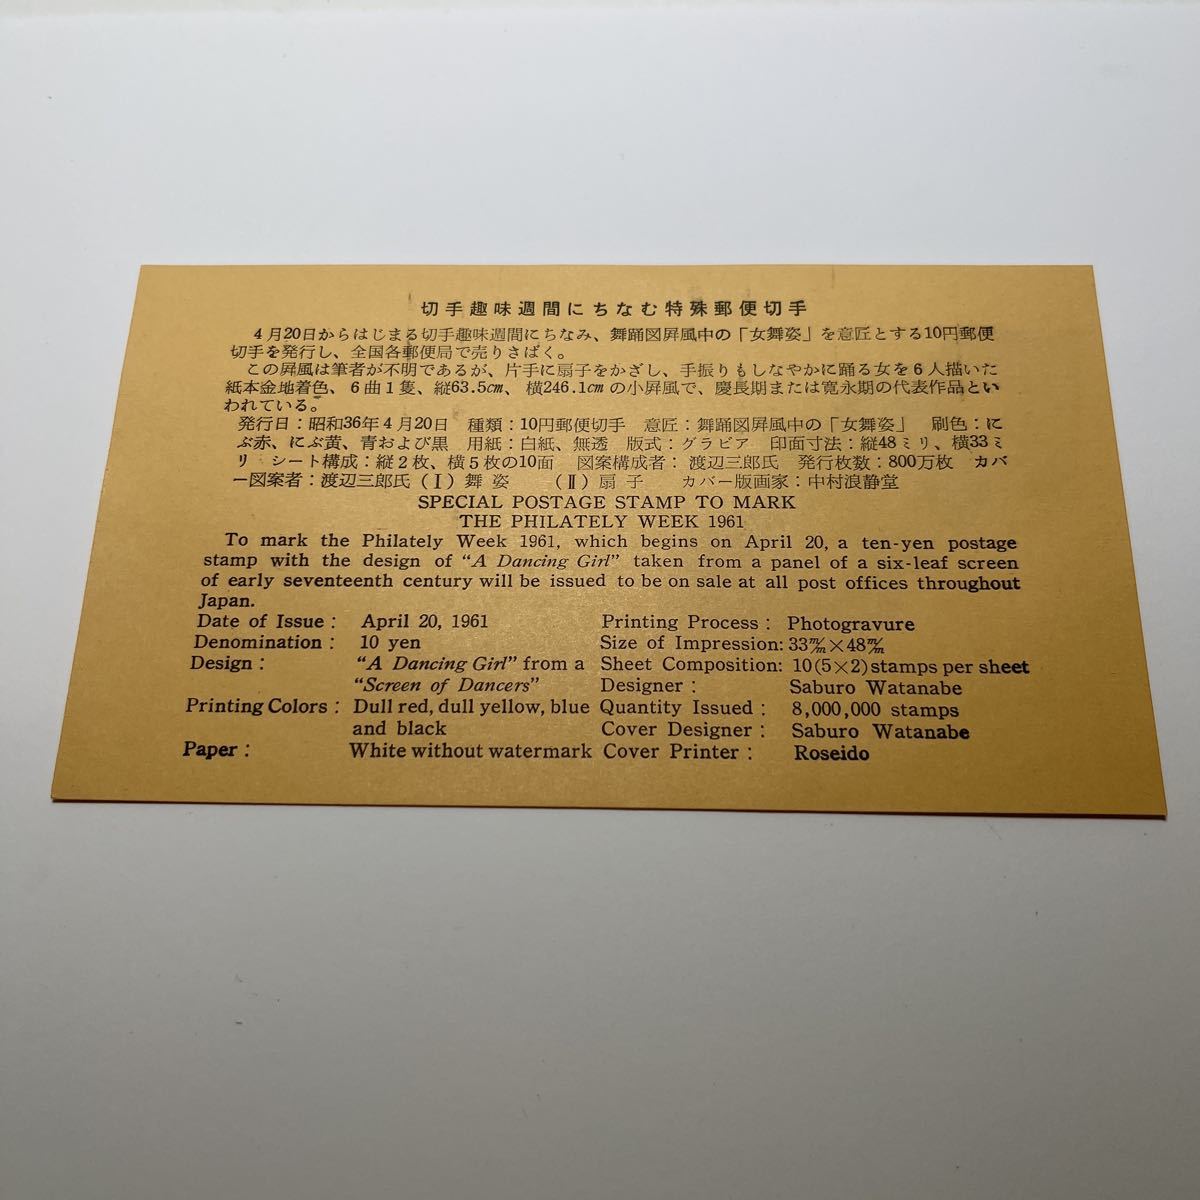 切手趣味週間にちなむ特殊郵便切手
4月20日からはじまる切手趣味週間にちなみ、舞踊図屏風中の「女舞姿」を意匠とする10円郵便
切手を発行し、全国各郵便局で売りさばく。
この屏風は筆者が不明であるが、片手に扇子をかざし、手振りもしなやかに踊る女を6人描いた
紙本金地着色、6曲1隻、縦63.5cm、横246.1cmの小屏風で、慶長期または寛永期の代表作品とい
われている。
発行日:昭和36年4月20日 種類:10円郵便切手 意匠:舞踊図屏風中の「女舞姿」 刷色:に
ぶ赤、にぶ黄、青および黒 用紙:白紙、無透 版式:グラビア 印面寸法:縦48ミリ、横33ミ
リ シート構成:縦2枚、横5枚の10面 図案構成者:渡辺三郎氏 発行枚数:800万枚 カバ
ー図案者:渡辺三郎氏(Ⅰ)舞姿 (Ⅱ)扇子 カバー版画家:中村浪静堂
SPECIAL POSTAGE STAMP TO MARK
THE PHILATELY WEEK 1961
To mark the Philately Week 1961, which begins on April 20, a ten-yen postage
stamp with the design of "A Dancing Girl" taken from a panel of a six-leaf screen
of early seventeenth century will be issued to be on sale at all post offices throughout
Japan.
Date of Issue: April 20, 1961 Printing Process: Photogravure
Denomination: 10 yen Size of Impression: 33m/m×48m/m
Design: "A Dancing Girl" from a Sheet Composition: 10(5×2) stamps per sheet
"Screen of Dancers" Designer: Saburo Watanabe
Printing Colors: Dull red, dull yellow, blue Quantity Issued: 8,000,000 stamps
and black Cover Designer: Saburo Watanabe
Paper: White without watermark Cover Printer: Roseido